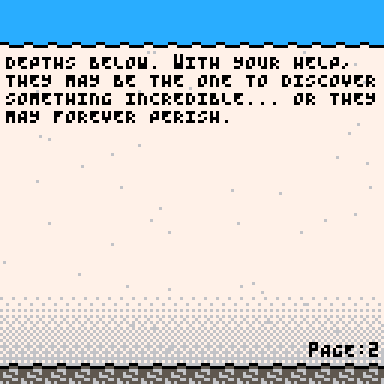 DEPTHS BELOW. WITH YOUR HELP,
THEY MAY BE THE ONE TO DISCOVER
SOMETHING INCREDIBLE... OR THEY
MAY FOREVER PERISH.
PAGE:2